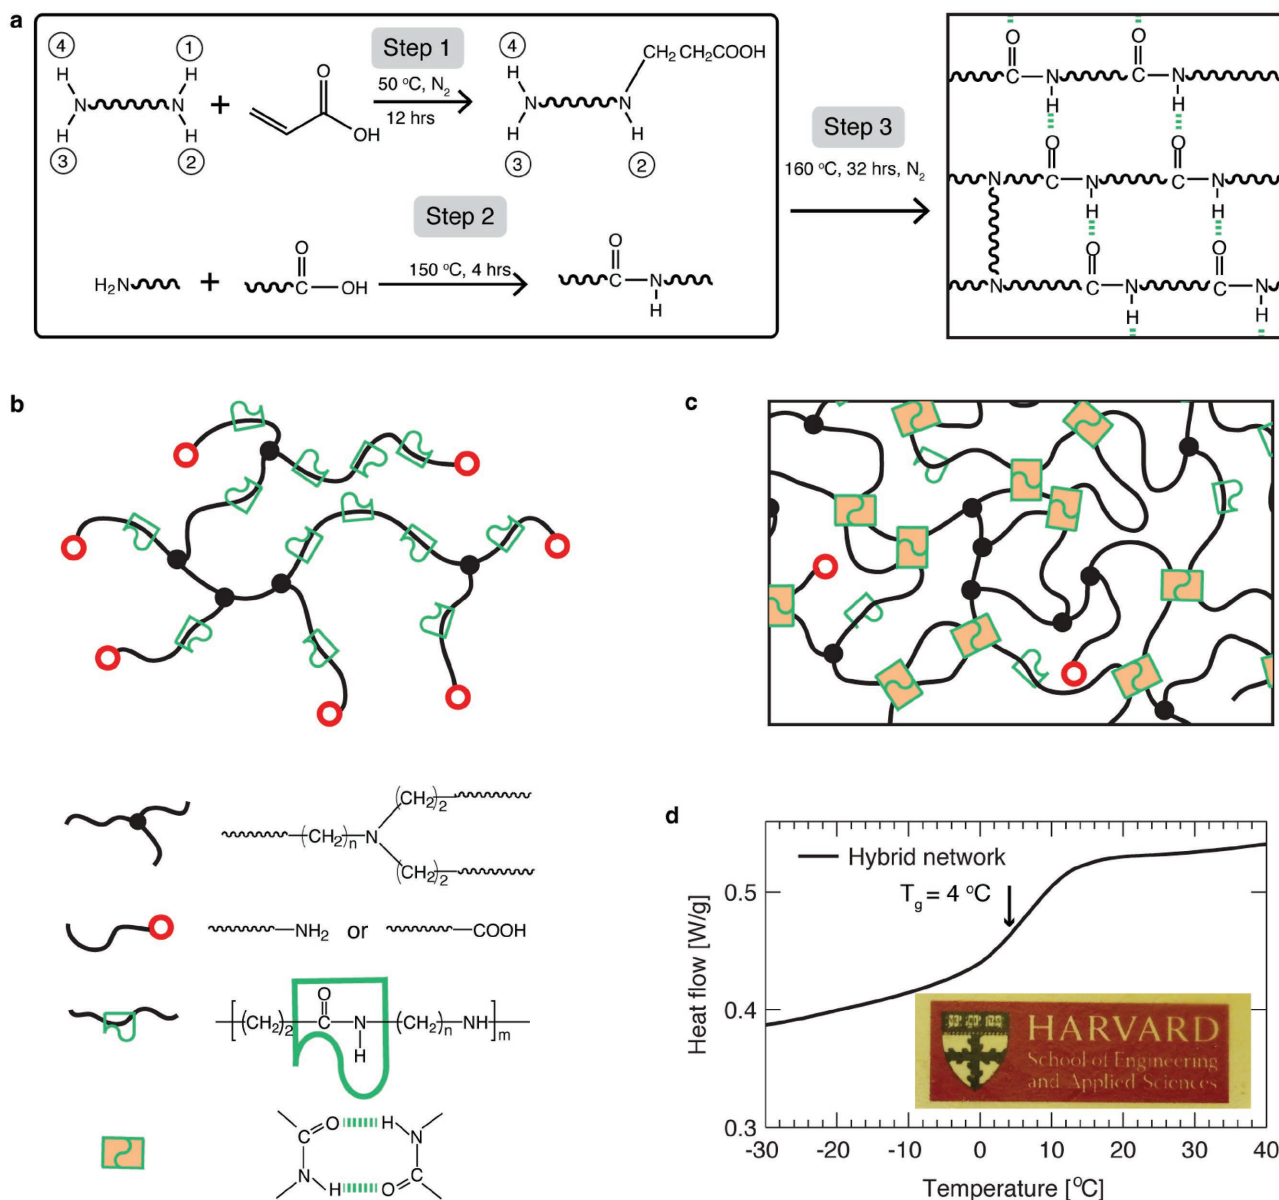 a
④ ① Step 1 ④ CH₂CH₂COOH
H H O 50 °C, N₂ H
N N + OH 12 hrs N N
H H H H
③ ② ③ ②
Step 2
H₂N + O C OH 150 °C, 4 hrs O C N H
Step 3
160 °C, 32 hrs, N₂
O O
C N C N
H H
O O
N C N C N
H H
O O
N C N C N
H H
b
(CH₂)₂
(CH₂)n N
(CH₂)₂
NH₂ or COOH
O
[(CH₂)₂ C N (CH₂)n NH]m
H
O H
C N
N C
H O
c
d
Hybrid network
Tg = 4 °C
Heat flow [W/g]
0.5
0.4
0.3
HARVARD
School of Engineering
and Applied Sciences
-30 -20 -10 0 10 20 30 40
Temperature [°C]